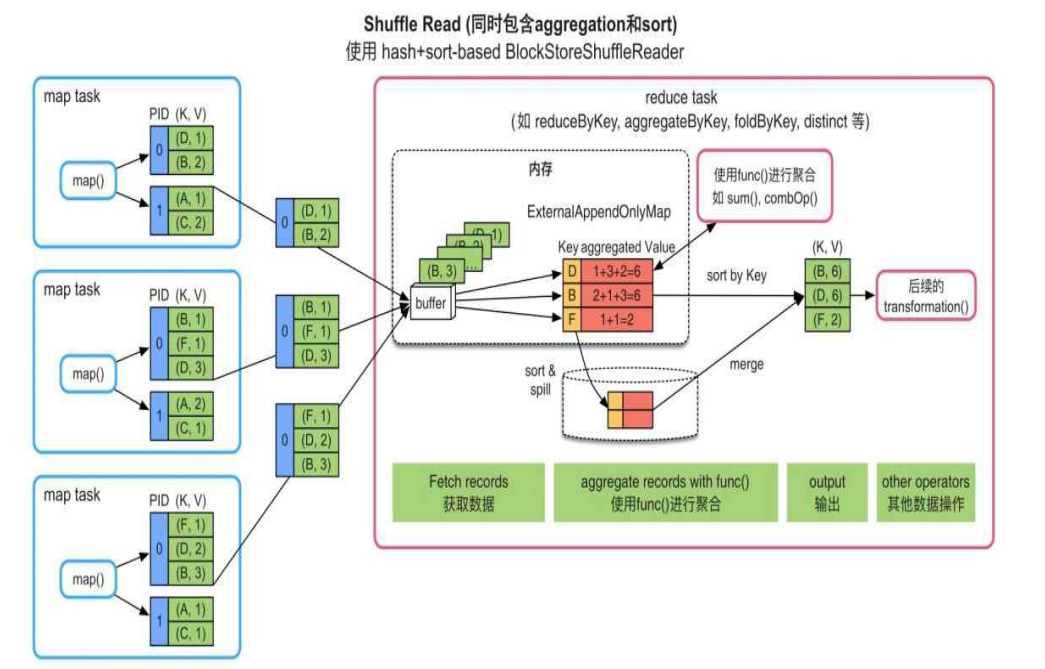 Shuffle Read (同时包含aggregation和sort)
使用 hash+sort-based BlockStoreShuffleReader
map task
PID (K, V)
map()
0
(D, 1)
(B, 2)
1
(A, 1)
(C, 2)
map task
PID (K, V)
map()
0
(B, 1)
(F, 1)
(D, 3)
1
(A, 2)
(C, 1)
map task
PID (K, V)
map()
0
(F, 1)
(D, 2)
(B, 3)
1
(A, 1)
(C, 1)
0
(D, 1)
(B, 2)
0
(B, 1)
(F, 1)
(D, 3)
0
(F, 1)
(D, 2)
(B, 3)
reduce task
(如 reduceByKey, aggregateByKey, foldByKey, distinct 等)
内存
使用func()进行聚合
如 sum(), combOp()
ExternalAppendOnlyMap
(B, 3)
...
buffer
Key aggregated Value
D 1+3+2=6
B 2+1+3=6
F 1+1=2
sort by Key
(K, V)
(B, 6)
(D, 6)
(F, 2)
后续的
transformation()
sort &
spill
merge
Fetch records
获取数据
aggregate records with func()
使用func()进行聚合
output
输出
other operators
其他数据操作